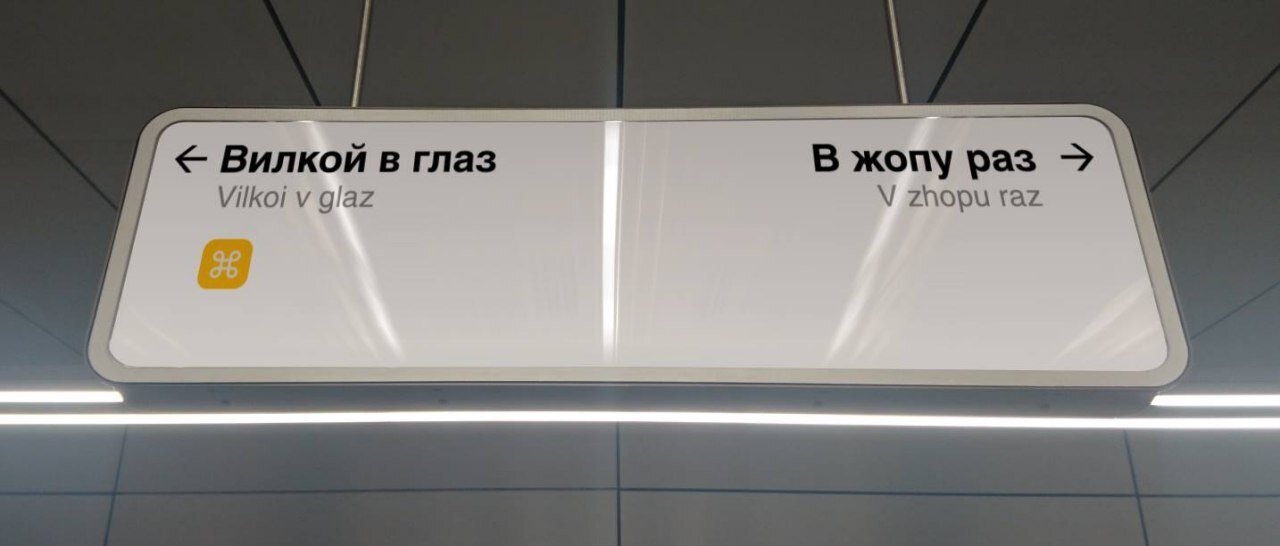 ← Вилкой в глаз
Vilkoi v glaz
В жопу раз →
V zhopu raz
⌘